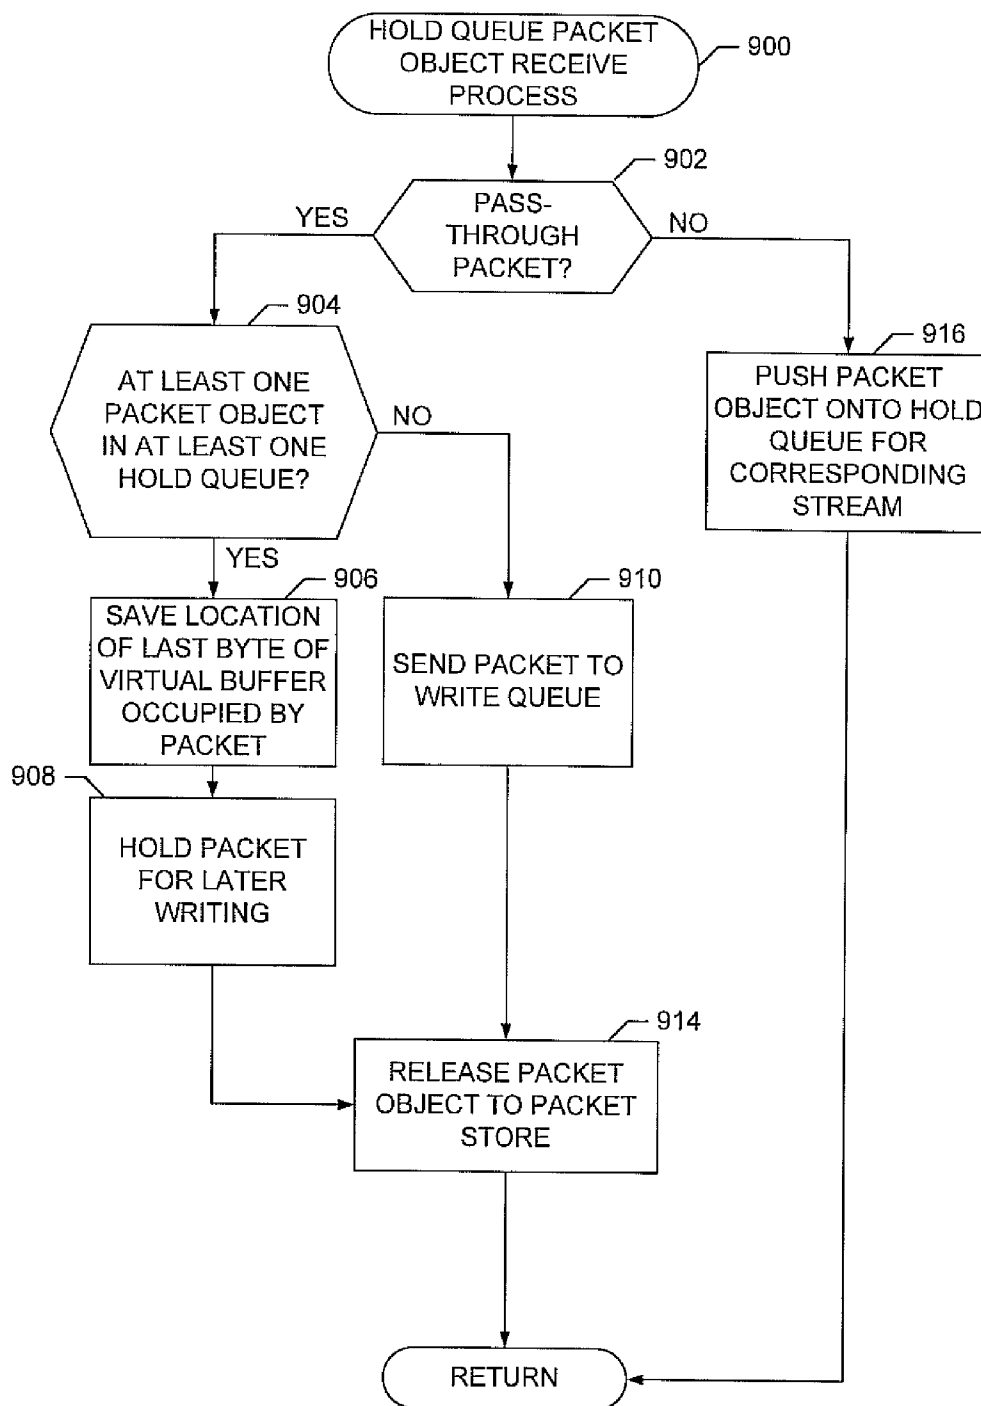 HOLD QUEUE PACKET
OBJECT RECEIVE
PROCESS
900
902
PASS-
THROUGH
PACKET?
YES
NO
904
AT LEAST ONE
PACKET OBJECT
IN AT LEAST ONE
HOLD QUEUE?
NO
YES
916
PUSH PACKET
OBJECT ONTO HOLD
QUEUE FOR
CORRESPONDING
STREAM
906
SAVE LOCATION
OF LAST BYTE OF
VIRTUAL BUFFER
OCCUPIED BY
PACKET
910
SEND PACKET TO
WRITE QUEUE
908
HOLD PACKET
FOR LATER
WRITING
914
RELEASE PACKET
OBJECT TO PACKET
STORE
RETURN